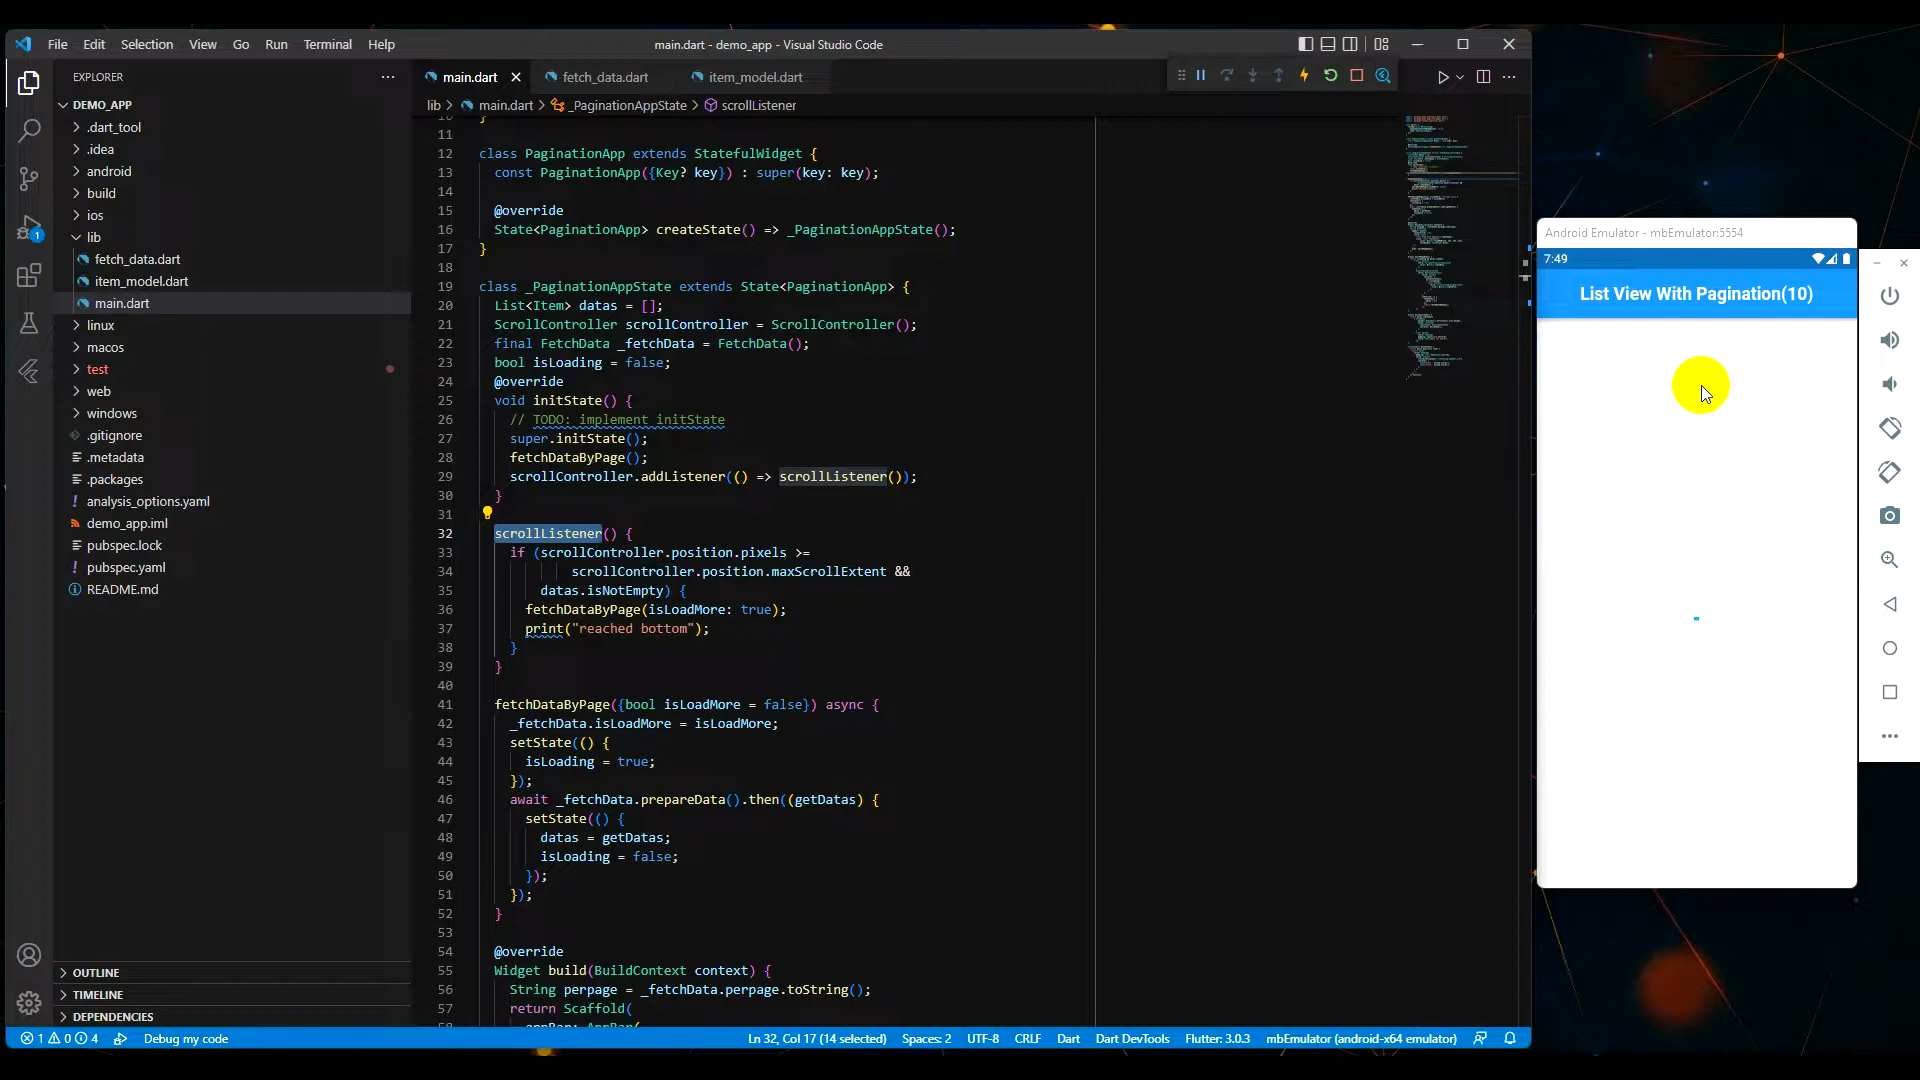 File Edit Selection View Go Run Terminal Help
main.dart - demo_app - Visual Studio Code
EXPLORER
DEMO_APP
.dart_tool
.idea
android
build
ios
lib
fetch_data.dart
item_model.dart
main.dart
linux
macos
test
web
windows
.gitignore
.metadata
.packages
analysis_options.yaml
demo_app.iml
pubspec.lock
pubspec.yaml
README.md
OUTLINE
TIMELINE
DEPENDENCIES
1
main.dart fetch_data.dart item_model.dart
lib > main.dart > _PaginationAppState > scrollListener
10 }
11
12 class PaginationApp extends StatefulWidget {
13 const PaginationApp({Key? key}) : super(key: key);
14
15 @override
16 State<PaginationApp> createState() => _PaginationAppState();
17 }
18
19 class _PaginationAppState extends State<PaginationApp> {
20 List<Item> datas = [];
21 ScrollController scrollController = ScrollController();
22 final FetchData _fetchData = FetchData();
23 bool isLoading = false;
24 @override
25 void initState() {
26 // TODO: implement initState
27 super.initState();
28 fetchDataByPage();
29 scrollController.addListener(() => scrollListener());
30 }
31
32 scrollListener() {
33 if (scrollController.position.pixels >=
34 scrollController.position.maxScrollExtent &&
35 datas.isNotEmpty) {
36 fetchDataByPage(isLoadMore: true);
37 print("reached bottom");
38 }
39 }
40
41 fetchDataByPage({bool isLoadMore = false}) async {
42 _fetchData.isLoadMore = isLoadMore;
43 setState(() {
44 isLoading = true;
45 });
46 await _fetchData.prepareData().then((getDatas) {
47 setState(() {
48 datas = getDatas;
49 isLoading = false;
50 });
51 });
52 }
53
54 @override
55 Widget build(BuildContext context) {
56 String perpage = _fetchData.perpage.toString();
57 return Scaffold(
58 appBar: AppBar(
1 0 4 Debug my code
Ln 32, Col 17 (14 selected) Spaces: 2 UTF-8 CRLF Dart Dart DevTools Flutter: 3.0.3 mbEmulator (android-x64 emulator)
Android Emulator - mbEmulator:5554
7:49
List View With Pagination(10)